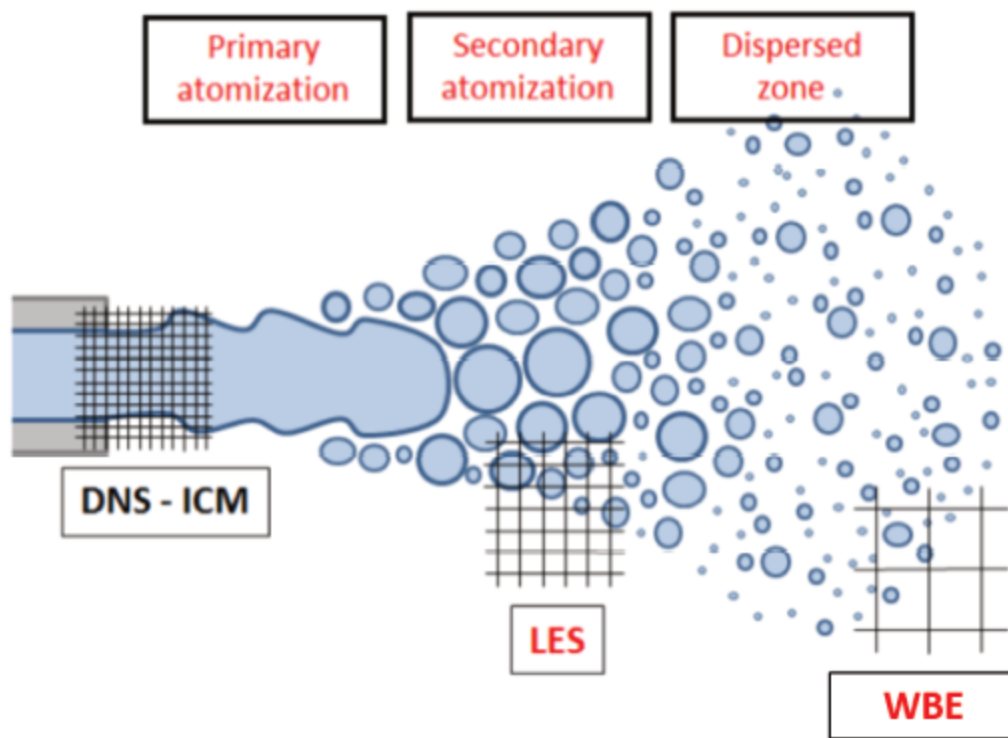 Primary
atomization
Secondary
atomization
Dispersed
zone
DNS - ICM
LES
WBE